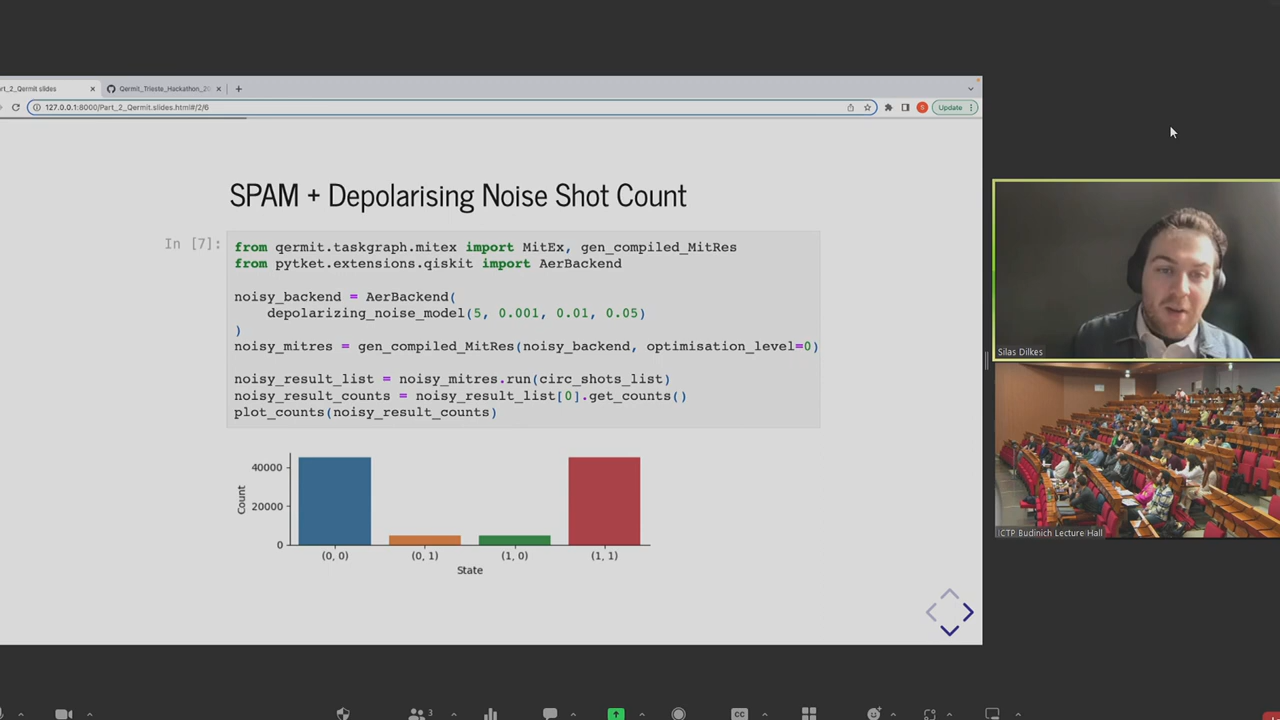 art_2_Qermit slides
Qermit_Trieste_Hackathon_20
127.0.0.1:8000/Part_2_Qermit.slides.html#/2/6
S
Update
SPAM + Depolarising Noise Shot Count
In [7]:
from qermit.taskgraph.mitex import MitEx, gen_compiled_MitRes
from pytket.extensions.qiskit import AerBackend
noisy_backend = AerBackend(
depolarizing_noise_model(5, 0.001, 0.01, 0.05)
)
noisy_mitres = gen_compiled_MitRes(noisy_backend, optimisation_level=0)
noisy_result_list = noisy_mitres.run(circ_shots_list)
noisy_result_counts = noisy_result_list[0].get_counts()
plot_counts(noisy_result_counts)
Count
40000
20000
0
(0, 0) (0, 1) (1, 0) (1, 1)
State
Silas Dilkes
ICTP Budinich Lecture Hall
3
CC